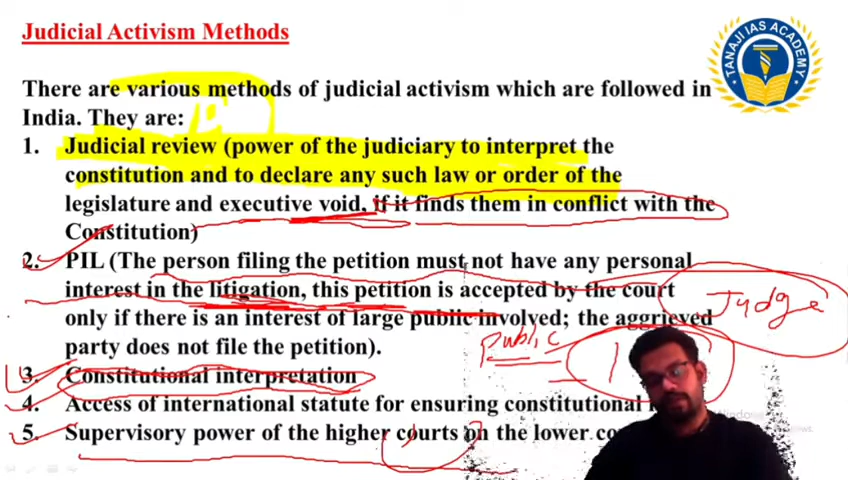 Judicial Activism Methods
TANAJI IAS ACADEMY
There are various methods of judicial activism which are followed in
India. They are:
1. Judicial review (power of the judiciary to interpret the
constitution and to declare any such law or order of the
legislature and executive void, if it finds them in conflict with the
Constitution)
2. PIL (The person filing the petition must not have any personal
interest in the litigation, this petition is accepted by the court
only if there is an interest of large public involved; the aggrieved
party does not file the petition).
Judge
Public
3. Constitutional interpretation
4. Access of international statute for ensuring constitutional
5. Supervisory power of the higher courts on the lower